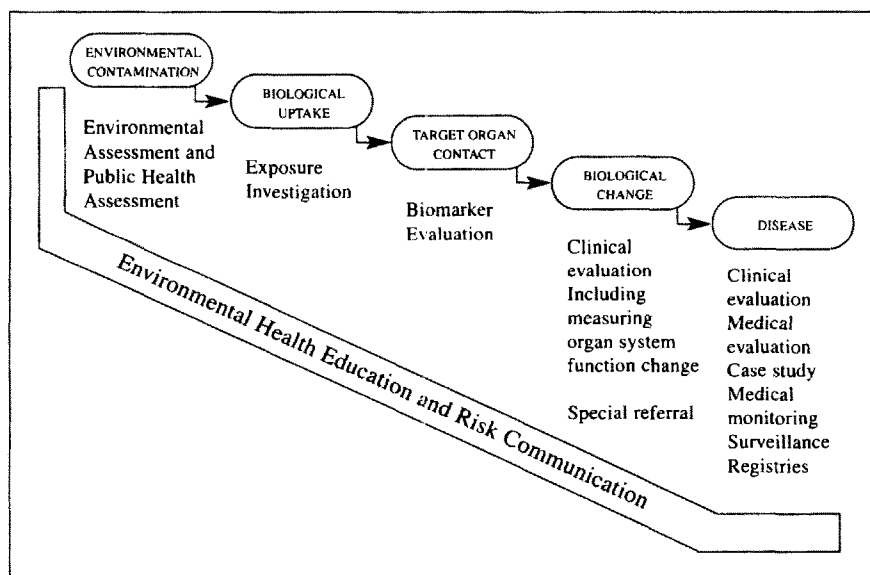 ENVIRONMENTAL
CONTAMINATION
Environmental
Assessment and
Public Health
Assessment
BIOLOGICAL
UPTAKE
Exposure
Investigation
TARGET ORGAN
CONTACT
Biomarker
Evaluation
BIOLOGICAL
CHANGE
Clinical
evaluation
Including
measuring
organ system
function change
Special referral
DISEASE
Clinical
evaluation
Medical
evaluation
Case study
Medical
monitoring
Surveillance
Registries
Environmental Health Education and Risk Communication